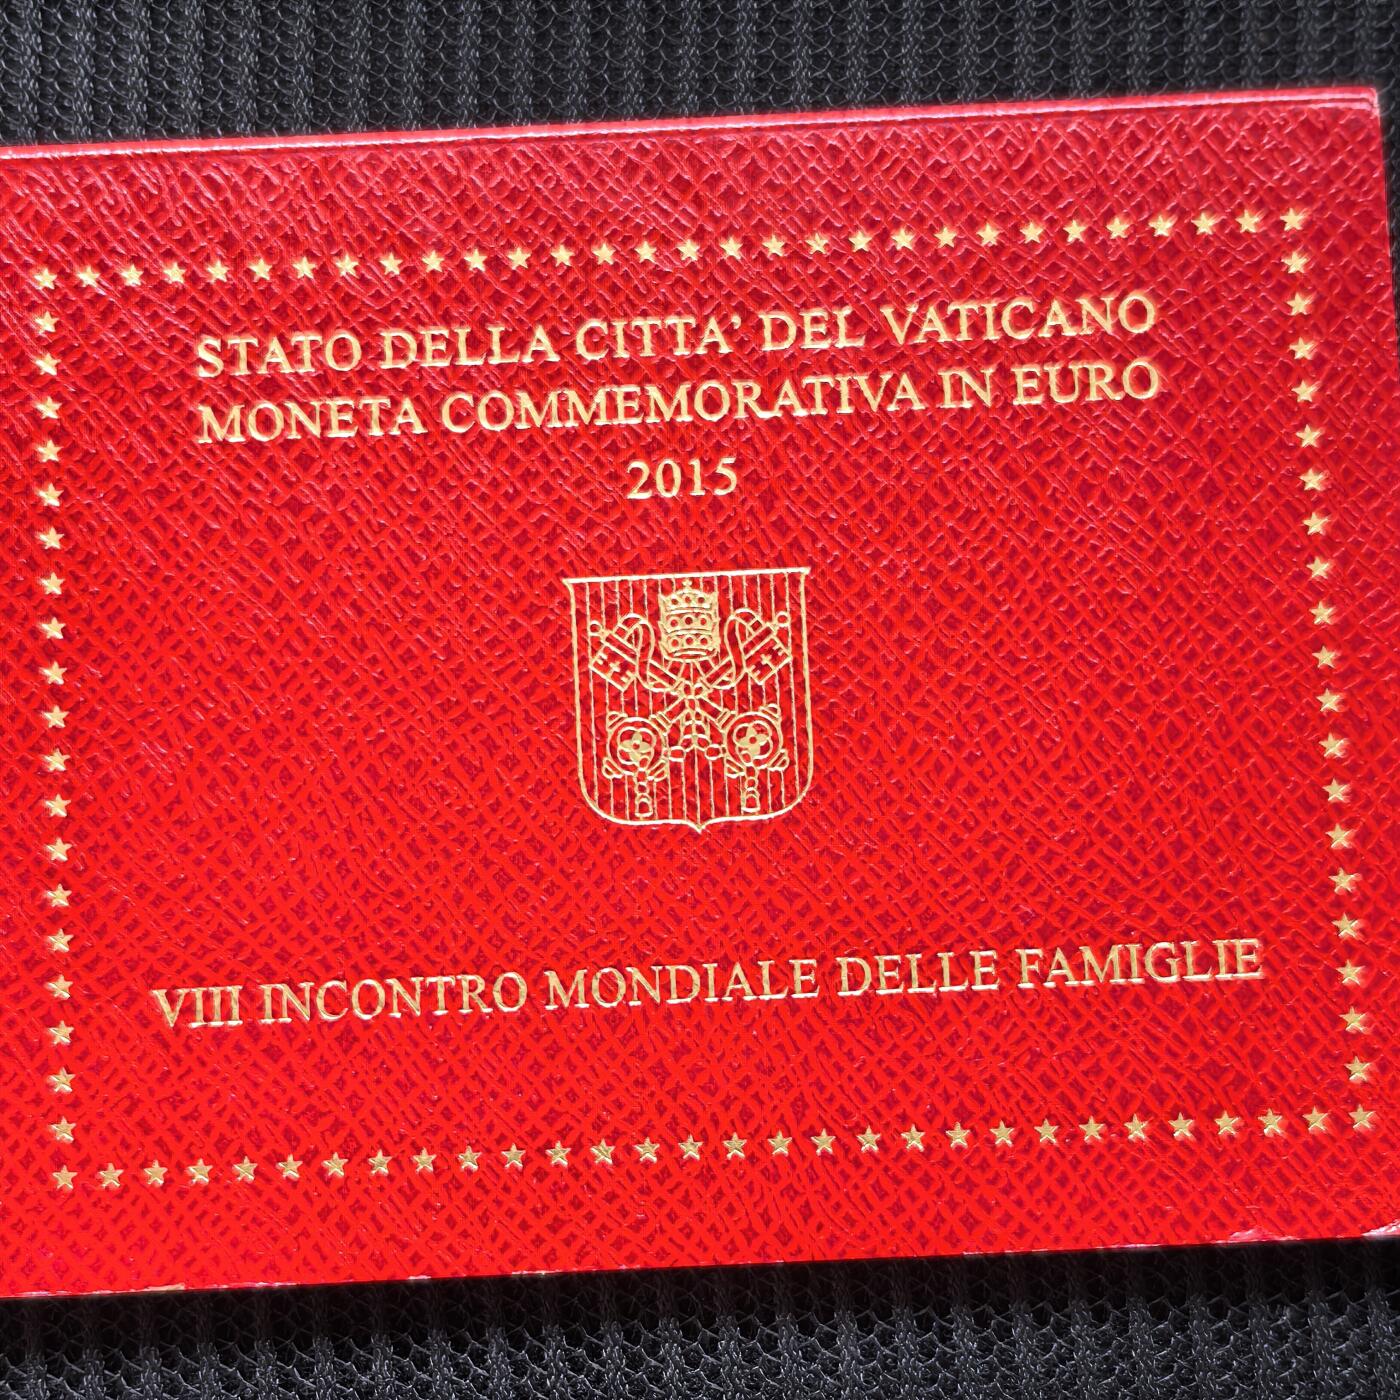 STATO DELLA CITTA' DEL VATICANO
MONETA COMMEMORATIVA IN EURO
2015
VIII INCONTRO MONDIALE DELLE FAMIGLIE